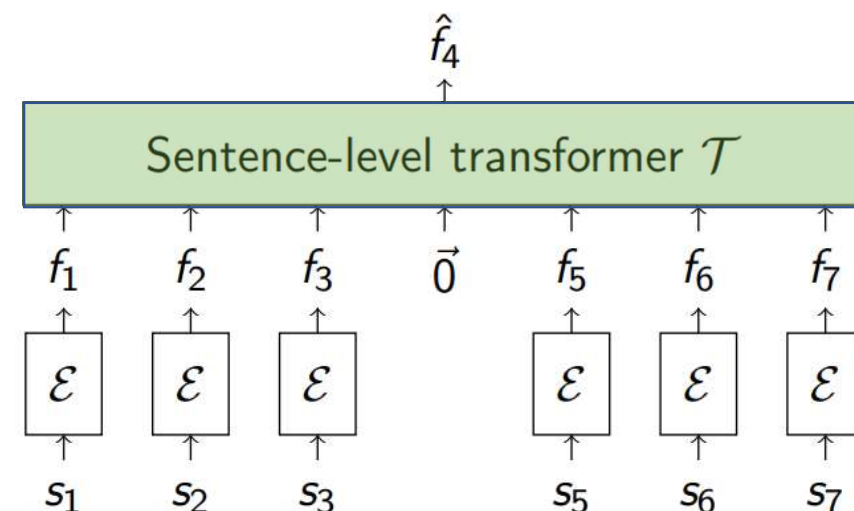 f̂₄
Sentence-level transformer 𝒯
f₁ f₂ f₃ 0⃗ f₅ f₆ f₇
ℰ ℰ ℰ ℰ ℰ ℰ
s₁ s₂ s₃ s₅ s₆ s₇